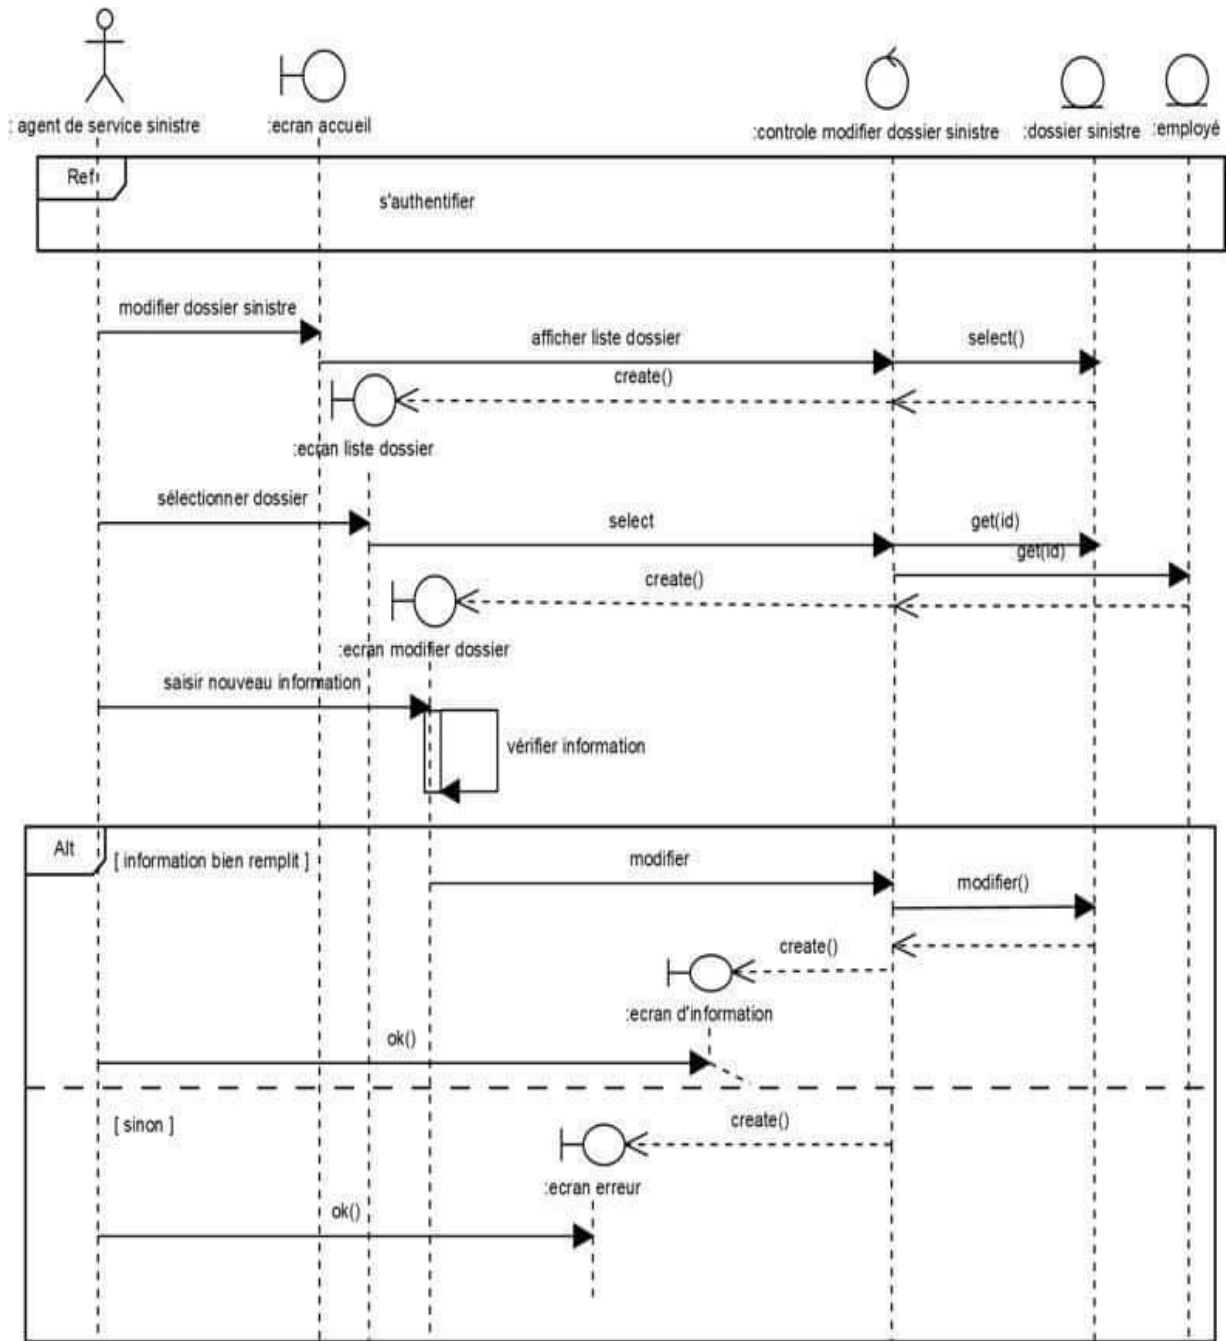 : agent de service sinistre
:ecran accueil
:controle modifier dossier sinistre
:dossier sinistre
:employé
Ref
s'authentifier
modifier dossier sinistre
afficher liste dossier
select()
create()
:ecran liste dossier
sélectionner dossier
select
get(id)
get(id)
create()
:ecran modifier dossier
saisir nouveau information
vérifier information
Alt
[ information bien remplit ]
modifier
modifier()
create()
:ecran d'information
ok()
[ sinon ]
create()
:ecran erreur
ok()